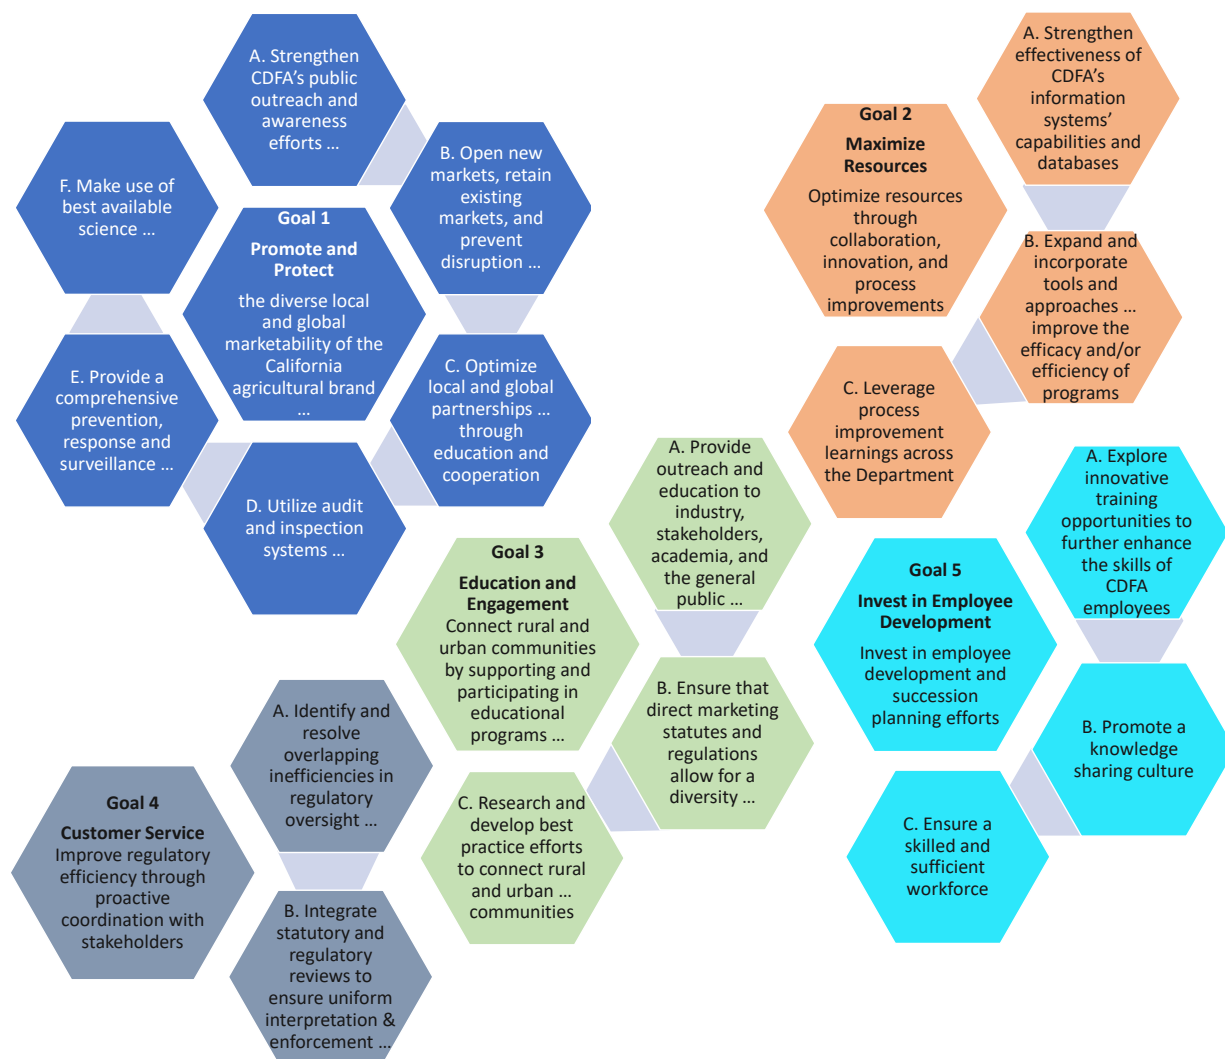 Goal 1
Promote and
Protect
the diverse local
and global
marketability of the
California
agricultural brand
…
A. Strengthen
CDFA’s public
outreach and
awareness
efforts …
B. Open new
markets, retain
existing
markets, and
prevent
disruption …
C. Optimize
local and global
partnerships …
through
education and
cooperation
D. Utilize audit
and inspection
systems …
E. Provide a
comprehensive
prevention,
response and
surveillance …
F. Make use of
best available
science …
Goal 2
Maximize
Resources
Optimize resources
through
collaboration,
innovation, and
process
improvements
A. Strengthen
effectiveness of
CDFA’s
information
systems’
capabilities and
databases
B. Expand and
incorporate
tools and
approaches …
improve the
efficacy and/or
efficiency of
programs
C. Leverage
process
improvement
learnings across
the Department
Goal 3
Education and
Engagement
Connect rural and
urban communities
by supporting and
participating in
educational
programs …
A. Provide
outreach and
education to
industry,
stakeholders,
academia, and
the general
public …
B. Ensure that
direct marketing
statutes and
regulations
allow for a
diversity …
C. Research and
develop best
practice efforts
to connect rural
and urban …
communities
Goal 4
Customer Service
Improve regulatory
efficiency through
proactive
coordination with
stakeholders
A. Identify and
resolve
overlapping
inefficiencies in
regulatory
oversight …
B. Integrate
statutory and
regulatory
reviews to
ensure uniform
interpretation &
enforcement …
Goal 5
Invest in Employee
Development
Invest in employee
development and
succession
planning efforts
A. Explore
innovative
training
opportunities to
further enhance
the skills of
CDFA
employees
B. Promote a
knowledge
sharing culture
C. Ensure a
skilled and
sufficient
workforce